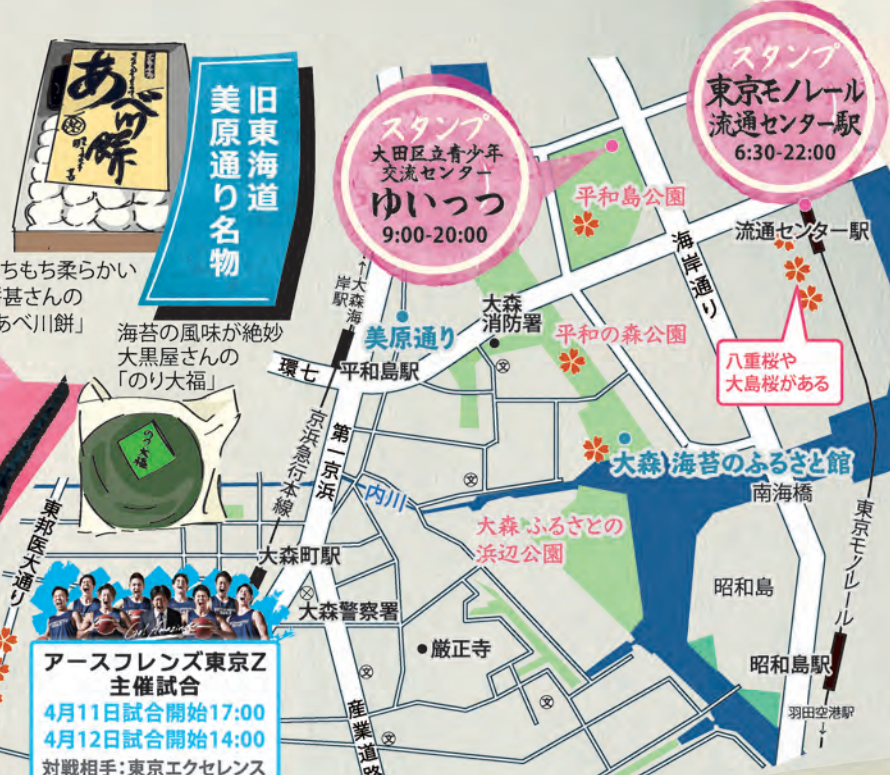 あべ川餅
旧東海道
美原通り名物
ちもち柔らかい
甚さんの
あべ川餅」
海苔の風味が絶妙
大黒屋さんの
「のり大福」
のり大福
スタンプ
大田区立青少年
交流センター
ゆいっつ
9:00-20:00
スタンプ
東京モノレール
流通センター駅
6:30-22:00
平和島公園
海岸通り
流通センター駅
↑大森海
岸駅
美原通り
大森
消防署
平和の森公園
八重桜や
大島桜がある
環七
平和島駅
文
第一京浜
京浜急行本線
文
大森 海苔のふるさと館
南海橋
内川
大森 ふるさとの
浜辺公園
東京モノレール
東邦医大通り
大森町駅
昭和島
大森警察署
厳正寺
昭和島駅
文
文
羽田空港駅
↓
産業道路
文
アースフレンズ東京Z
主催試合
4月11日試合開始17:00
4月12日試合開始14:00
対戦相手：東京エクセレンス